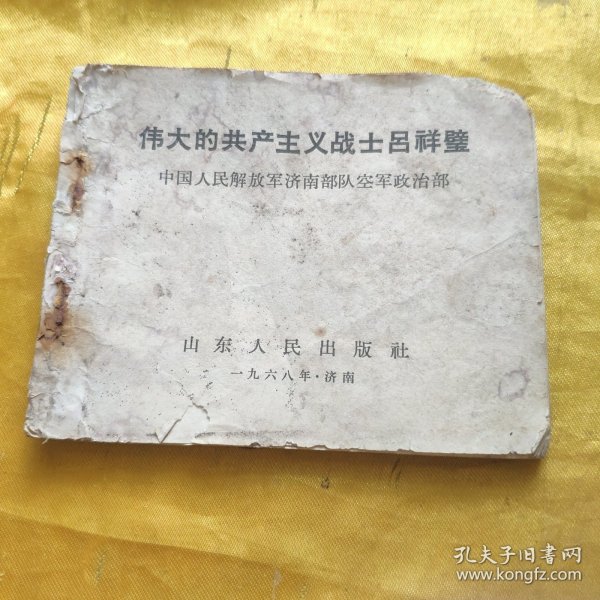 伟大的共产主义战士吕祥璧
中国人民解放军济南部队空军政治部
山东人民出版社
一九六八年·济南
孔夫子旧书网
www.kongfz.com